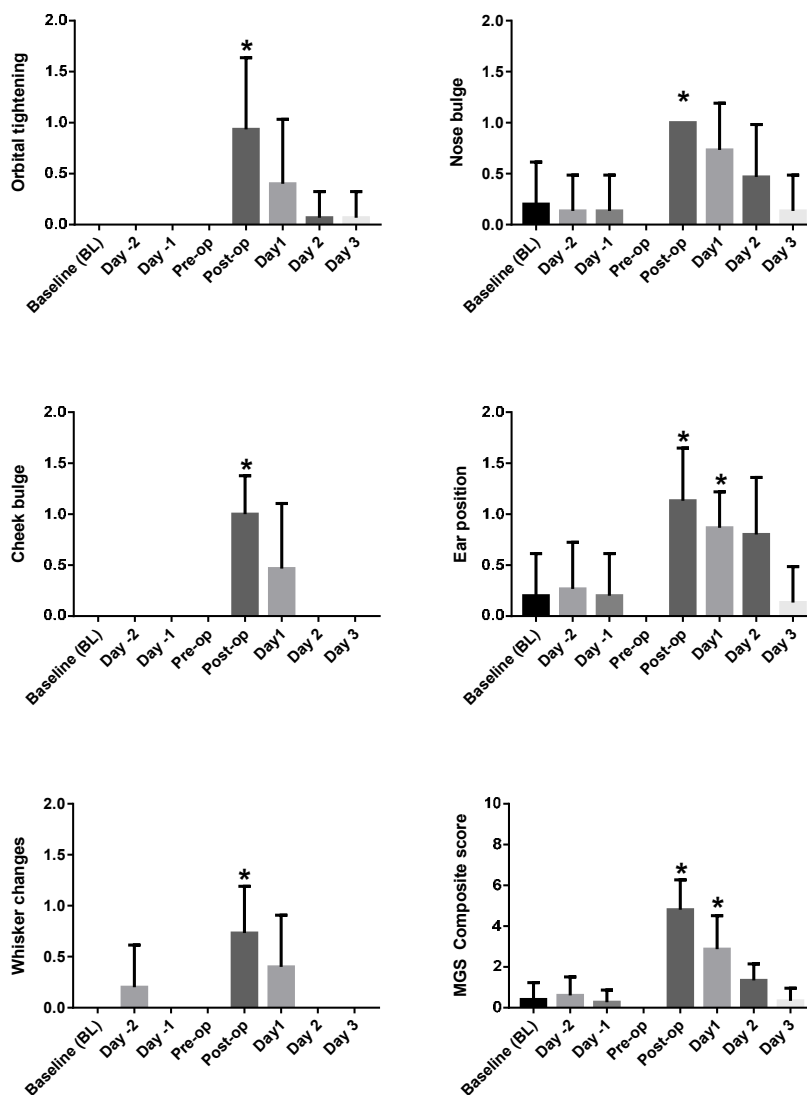 Orbital tightening
2.0
1.5
1.0
0.5
0.0
*
Baseline (BL)
Day -2
Day -1
Pre-op
Post-op
Day1
Day 2
Day 3
Nose bulge
2.0
1.5
1.0
0.5
0.0
*
Baseline (BL)
Day -2
Day -1
Pre-op
Post-op
Day1
Day 2
Day 3
Cheek bulge
2.0
1.5
1.0
0.5
0.0
*
Baseline (BL)
Day -2
Day -1
Pre-op
Post-op
Day1
Day 2
Day 3
Ear position
2.0
1.5
1.0
0.5
0.0
*
*
Baseline (BL)
Day -2
Day -1
Pre-op
Post-op
Day1
Day 2
Day 3
Whisker changes
2.0
1.5
1.0
0.5
0.0
*
Baseline (BL)
Day -2
Day -1
Pre-op
Post-op
Day1
Day 2
Day 3
MGS Composite score
10
8
6
4
2
0
*
*
Baseline (BL)
Day -2
Day -1
Pre-op
Post-op
Day1
Day 2
Day 3